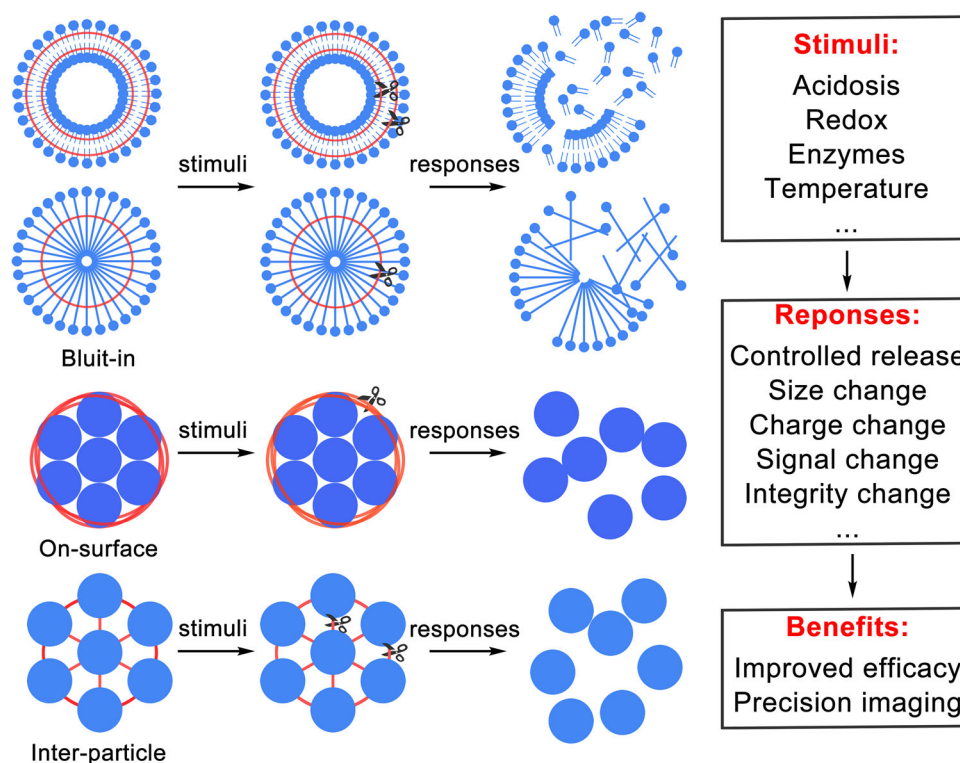 stimuli
responses
Bluit-in
stimuli
responses
On-surface
stimuli
responses
Inter-particle
Stimuli:
Acidosis
Redox
Enzymes
Temperature
...
Reponses:
Controlled release
Size change
Charge change
Signal change
Integrity change
...
Benefits:
Improved efficacy
Precision imaging